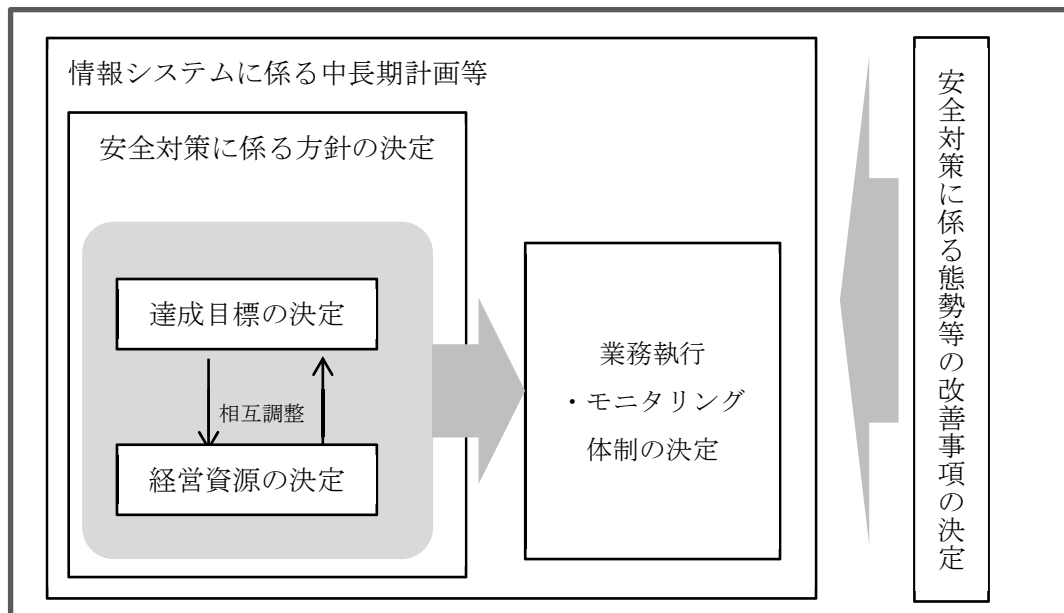 情報システムに係る中長期計画等
安全対策に係る方針の決定
達成目標の決定
相互調整
経営資源の決定
業務執行
・モニタリング
体制の決定
安全対策に係る態勢等の改善事項の決定